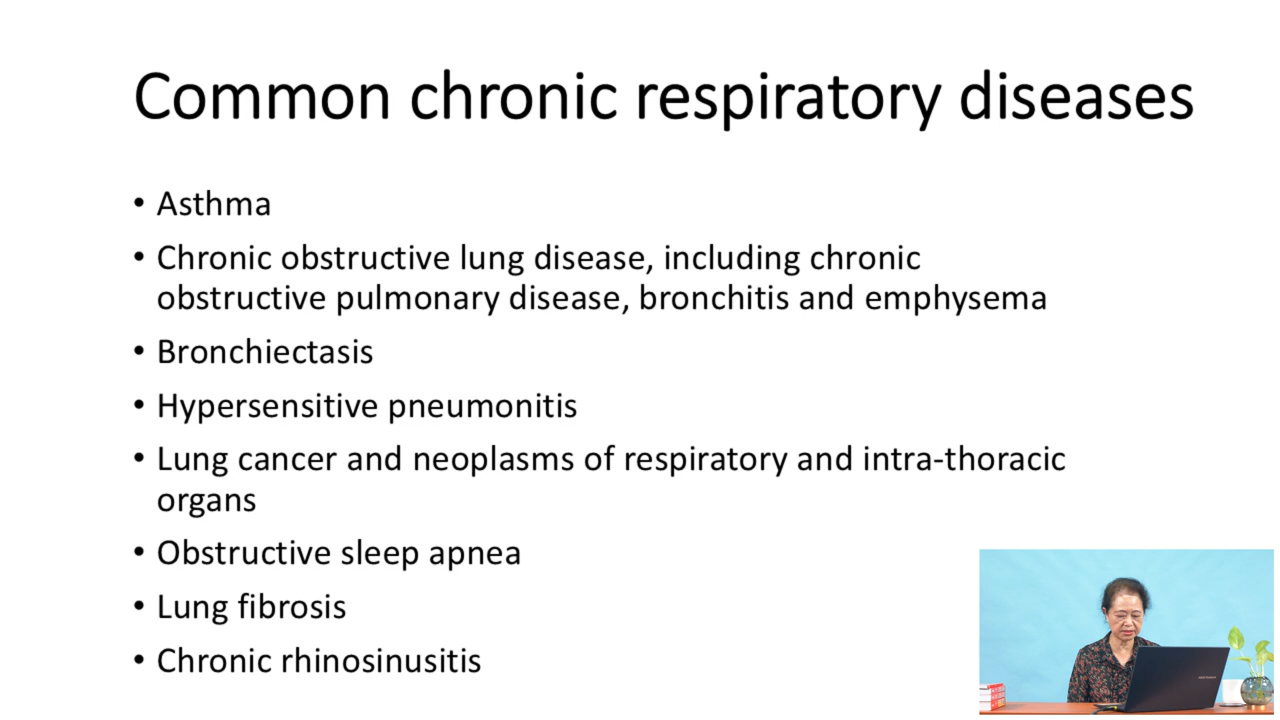 Common chronic respiratory diseases
• Asthma
• Chronic obstructive lung disease, including chronic
obstructive pulmonary disease, bronchitis and emphysema
• Bronchiectasis
• Hypersensitive pneumonitis
• Lung cancer and neoplasms of respiratory and intra-thoracic
organs
• Obstructive sleep apnea
• Lung fibrosis
• Chronic rhinosinusitis